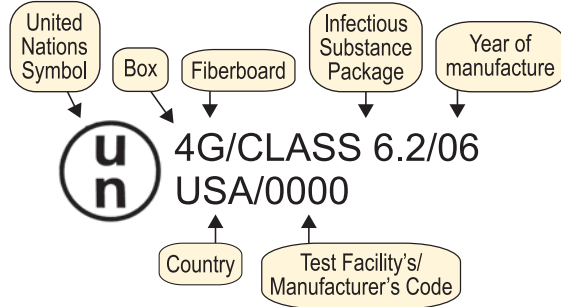 United
Nations
Symbol
Box
Fiberboard
Infectious
Substance
Package
Year of
manufacture
un
4G/CLASS 6.2/06
USA/0000
Country
Test Facility's/
Manufacturer's Code